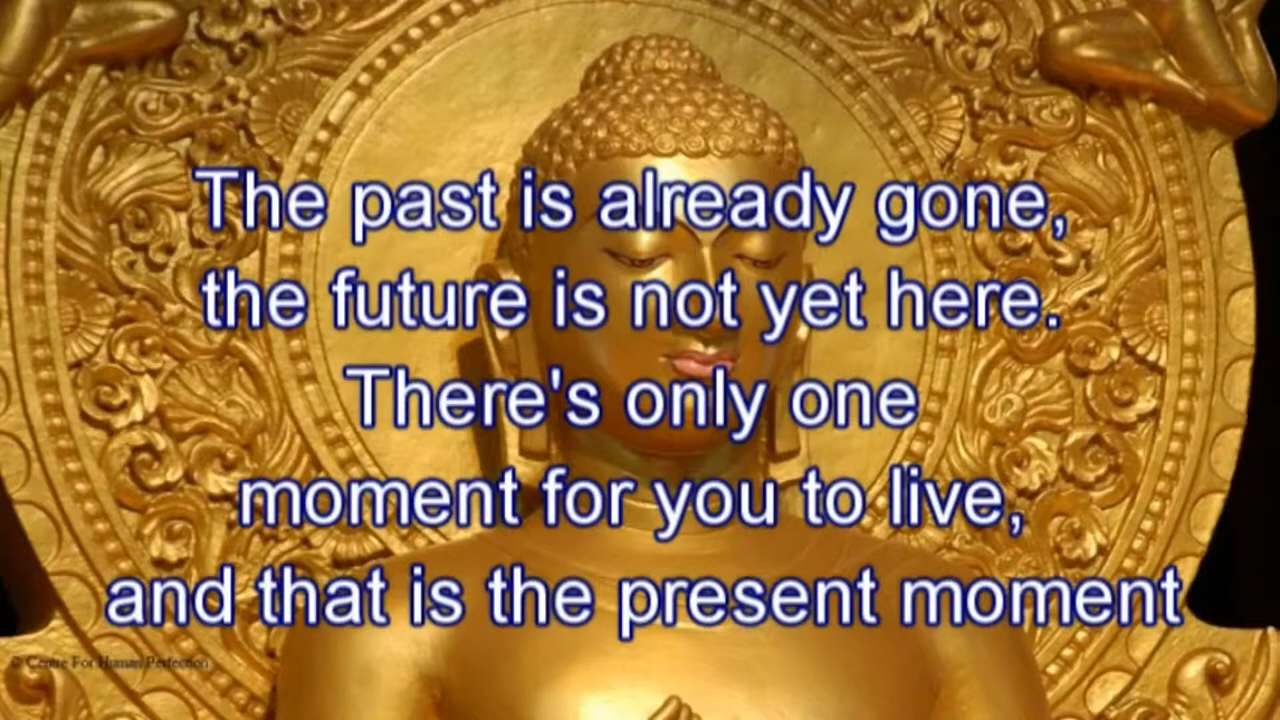 The past is already gone,
the future is not yet here.
There's only one
moment for you to live,
and that is the present moment
© Centre For Human Perfection